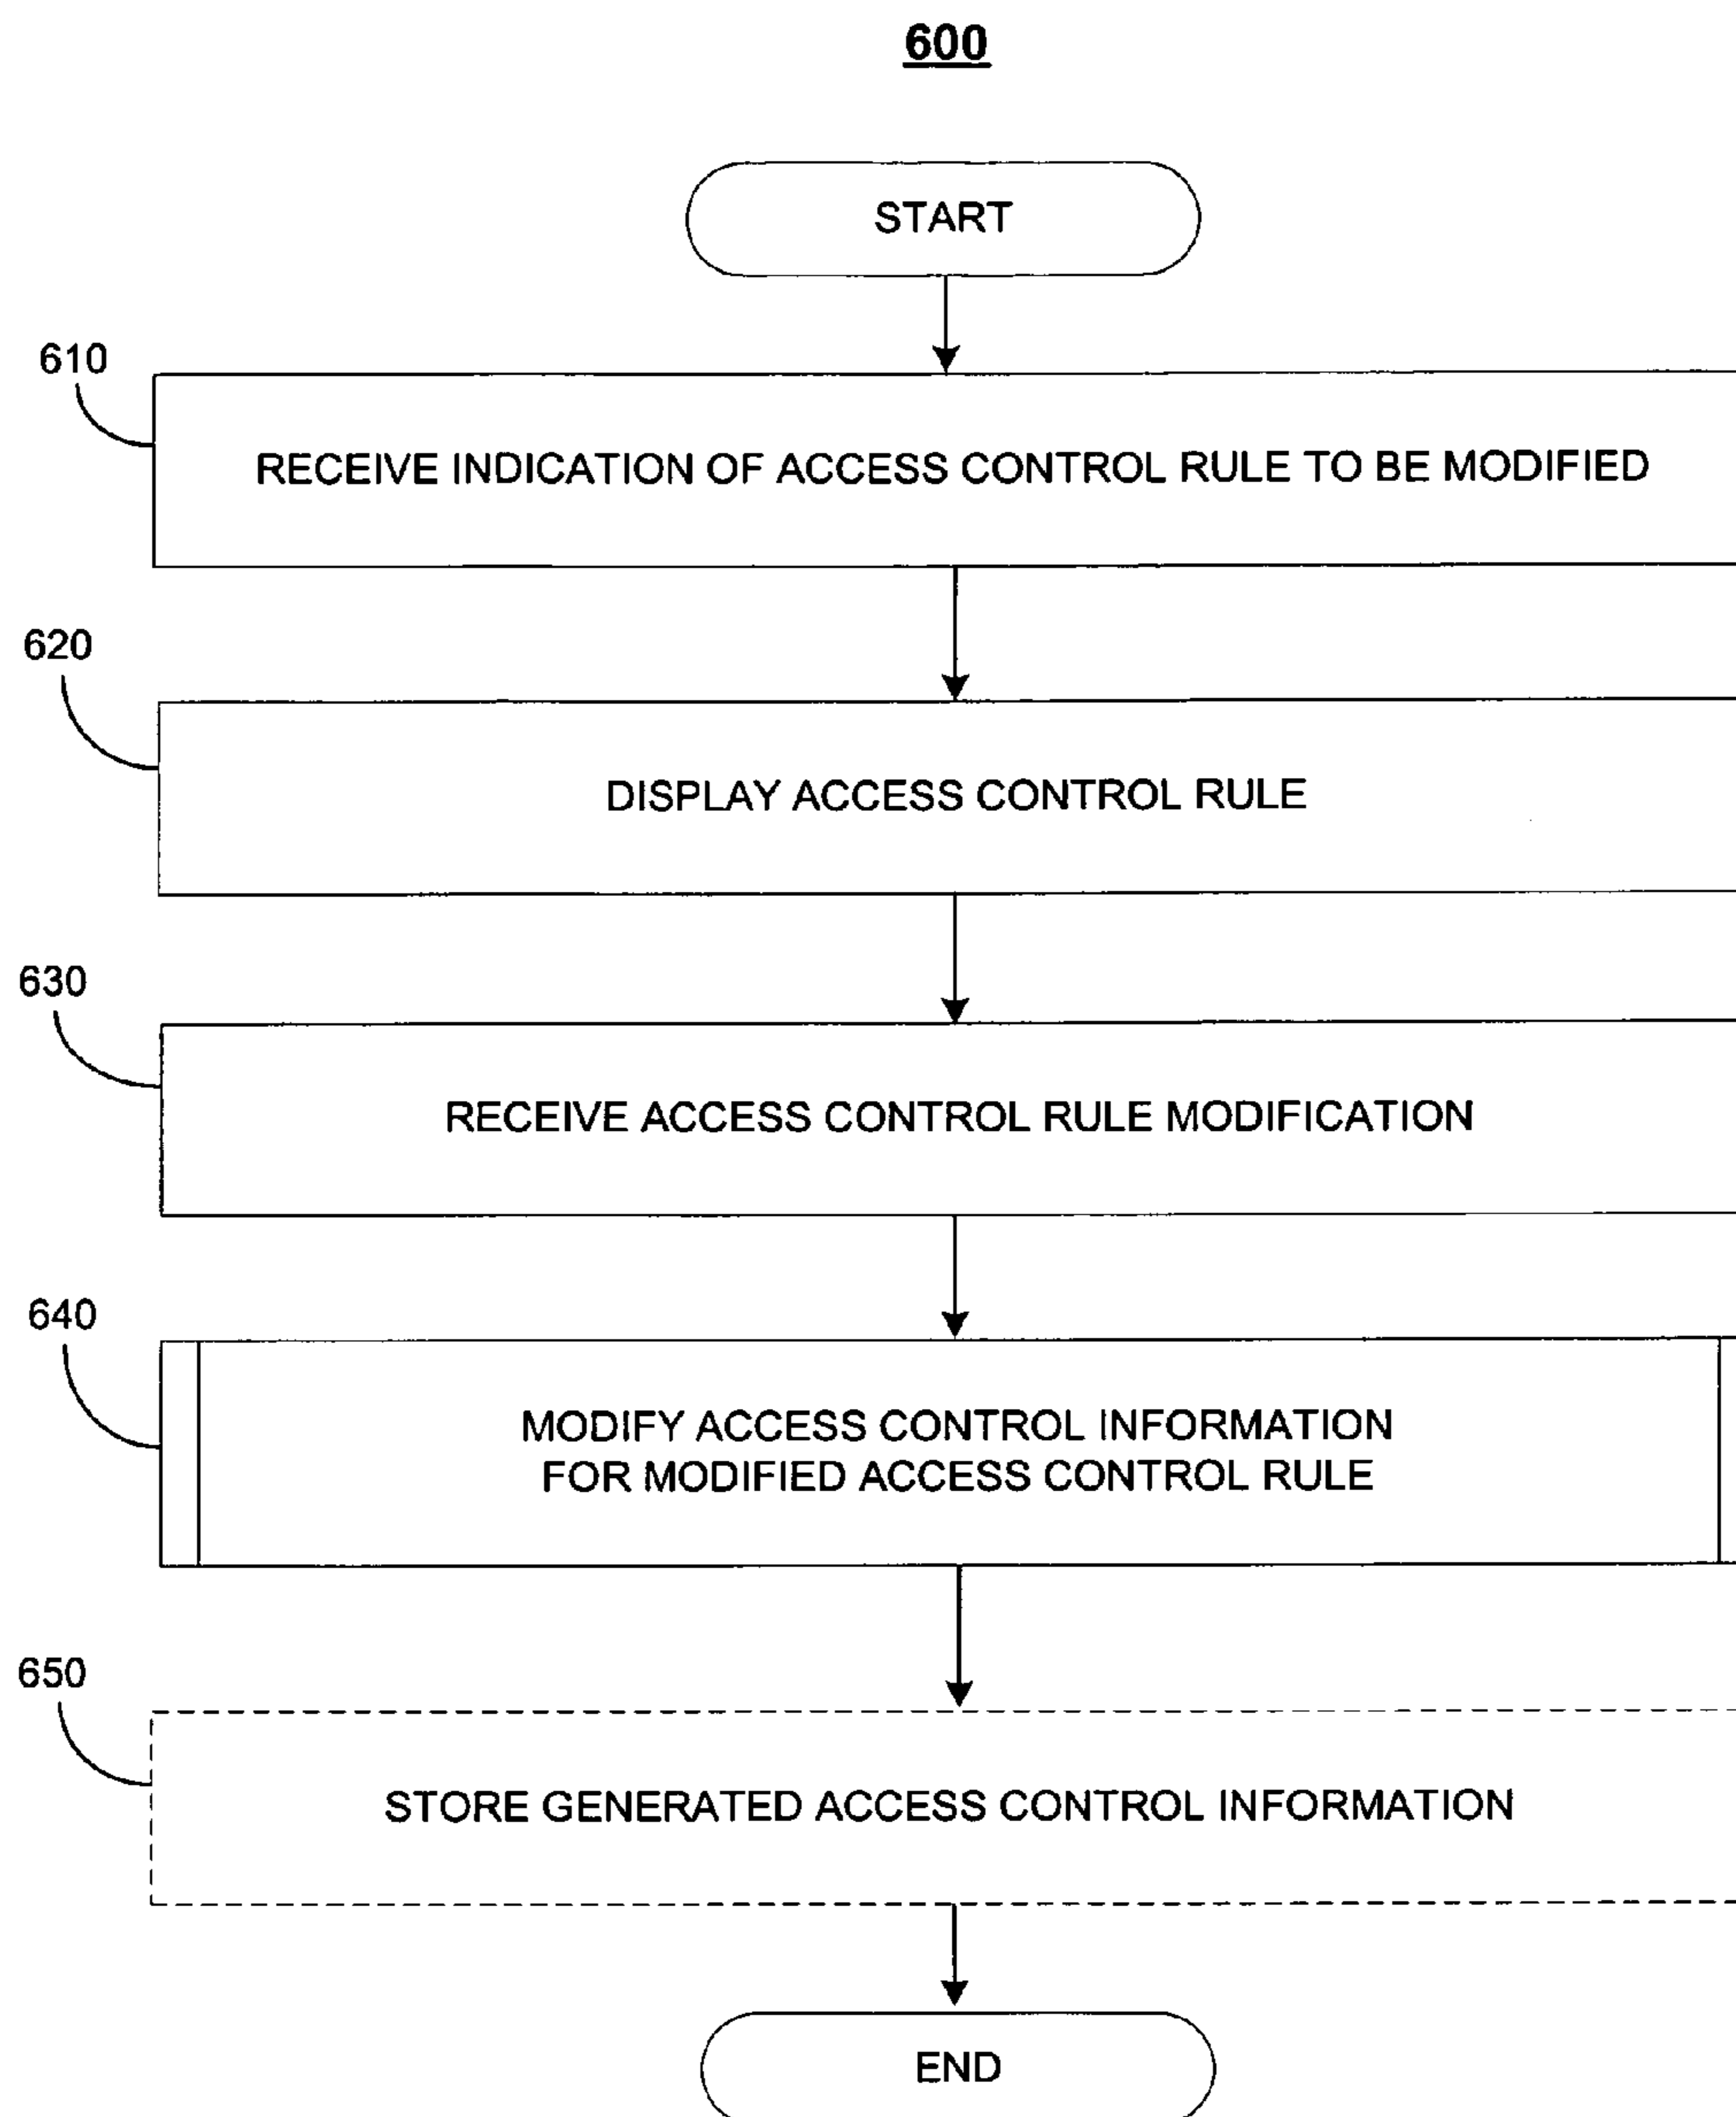 600
START
610
RECEIVE INDICATION OF ACCESS CONTROL RULE TO BE MODIFIED
620
DISPLAY ACCESS CONTROL RULE
630
RECEIVE ACCESS CONTROL RULE MODIFICATION
640
MODIFY ACCESS CONTROL INFORMATION
FOR MODIFIED ACCESS CONTROL RULE
650
STORE GENERATED ACCESS CONTROL INFORMATION
END